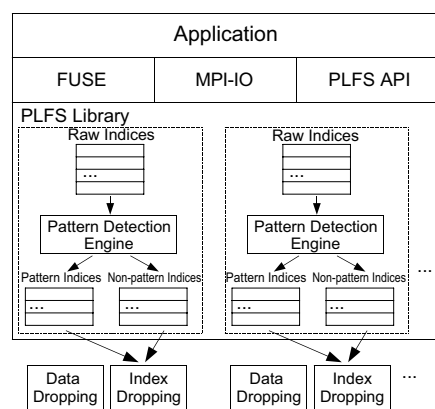 Application
FUSE MPI-IO PLFS API
PLFS Library
Raw Indices Raw Indices
... ...
Pattern Detection Engine Pattern Detection Engine
Pattern Indices Non-pattern Indices Pattern Indices Non-pattern Indices ...
... ... ... ...
Data Dropping Index Dropping Data Dropping Index Dropping ...